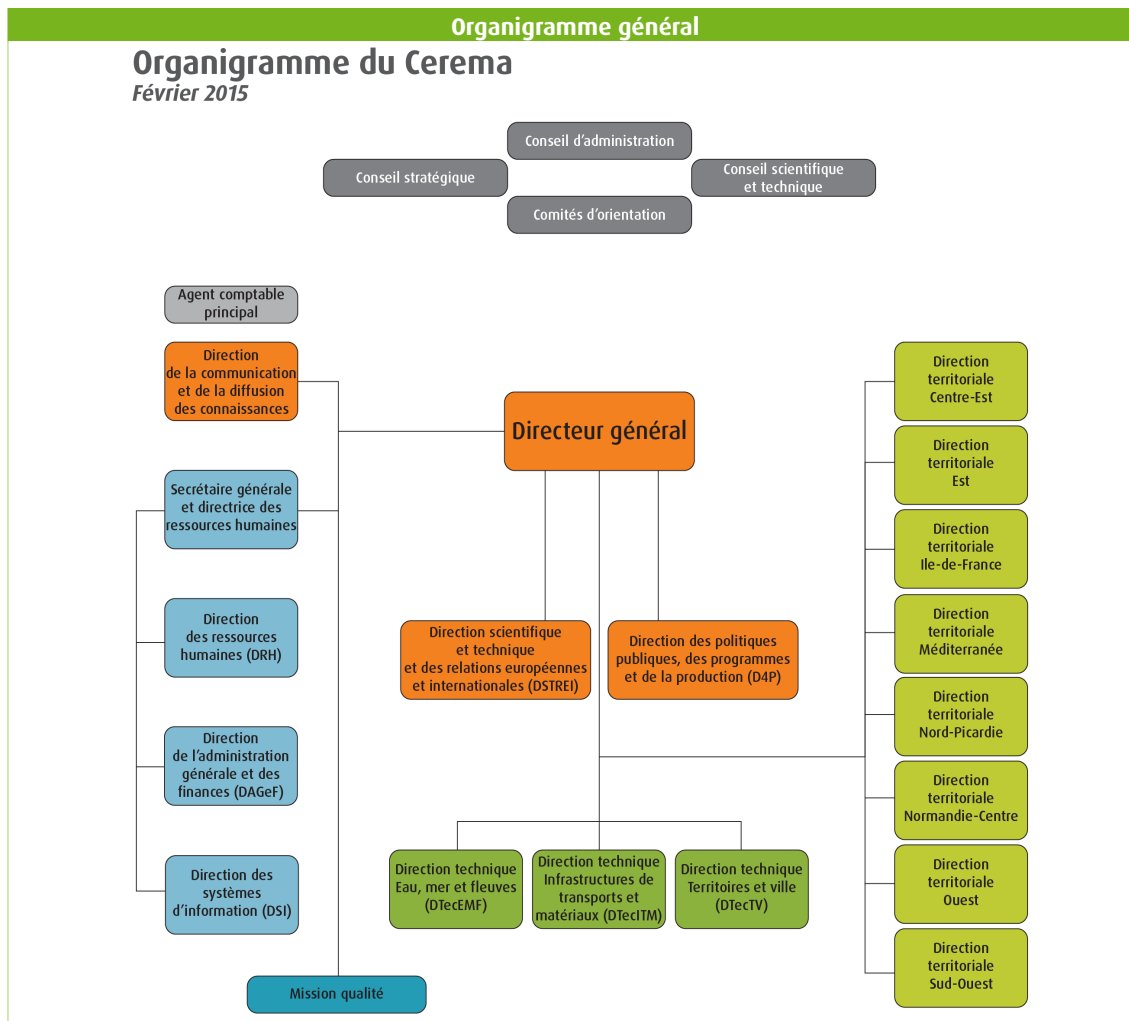 Organigramme général
Organigramme du Cerema
Février 2015
Conseil d'administration
Conseil stratégique
Conseil scientifique
et technique
Comités d'orientation
Agent comptable
principal
Direction
de la communication
et de la diffusion
des connaissances
Directeur général
Secrétaire générale
et directrice des
ressources humaines
Direction
des ressources
humaines (DRH)
Direction
de l'administration
générale et des
finances (DAGeF)
Direction des
systèmes
d'information (DSI)
Mission qualité
Direction scientifique
et technique
et des relations européennes
et internationales (DSTREI)
Direction des politiques
publiques, des programmes
et de la production (D4P)
Direction technique
Eau, mer et fleuves
(DTecEMF)
Direction technique
Infrastructures de
transports et
matériaux (DTecITM)
Direction technique
Territoires et ville
(DTecTV)
Direction
territoriale
Centre-Est
Direction
territoriale
Est
Direction
territoriale
Ile-de-France
Direction
territoriale
Méditerranée
Direction
territoriale
Nord-Picardie
Direction
territoriale
Normandie-Centre
Direction
territoriale
Ouest
Direction
territoriale
Sud-Ouest